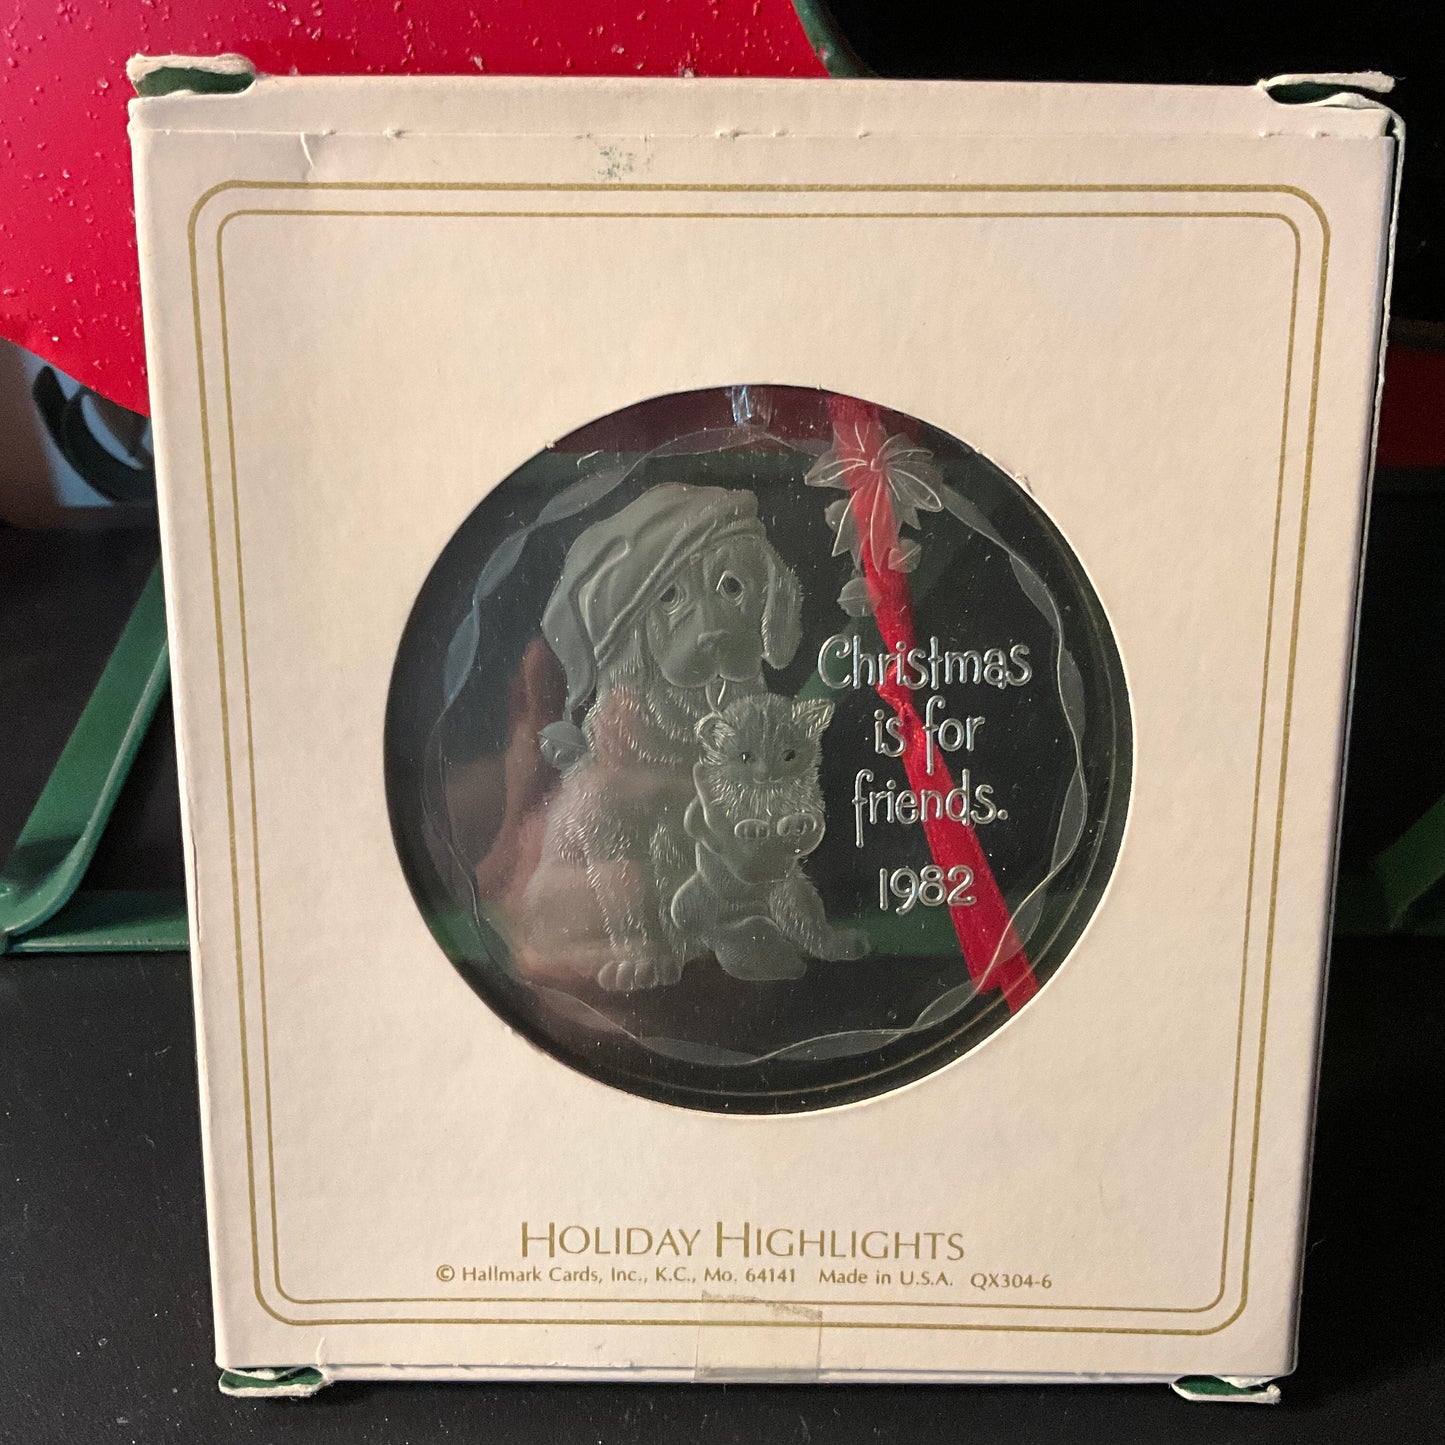 Christmas
is for
friends.
1982
HOLIDAY HIGHLIGHTS
© Hallmark Cards, Inc., K.C., Mo. 64141 Made in U.S.A. QX304-6